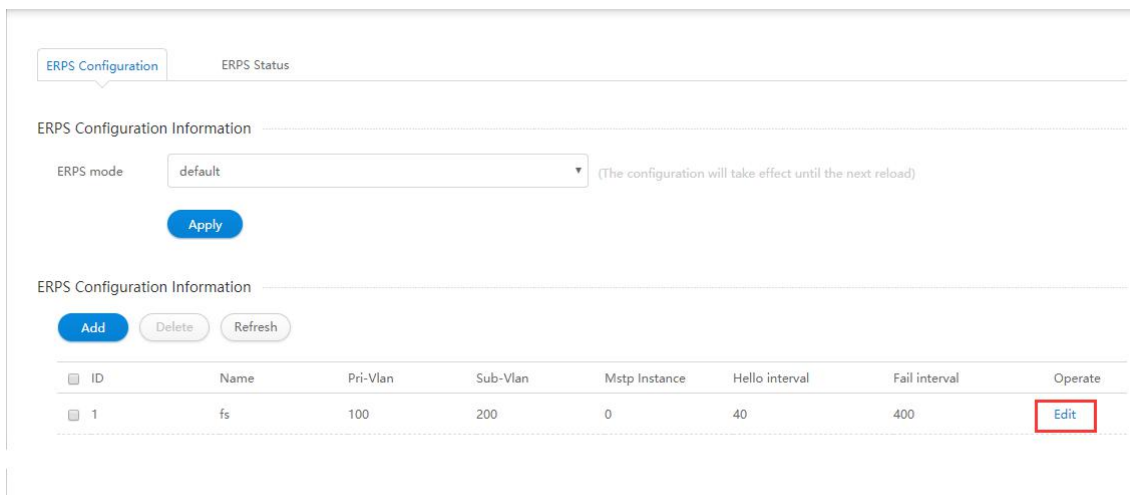 ERPS Configuration ERPS Status
ERPS Configuration Information
ERPS mode default (The configuration will take effect until the next reload)
Apply
ERPS Configuration Information
Add Delete Refresh
ID Name Pri-Vlan Sub-Vlan Mstp Instance Hello interval Fail interval Operate
1 fs 100 200 0 40 400 Edit